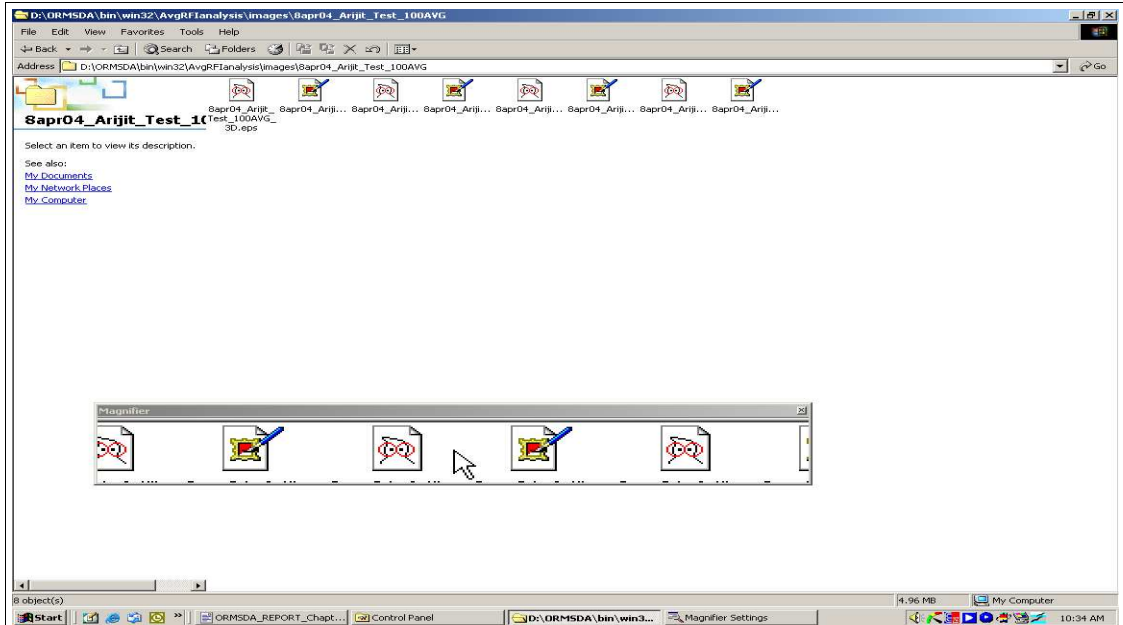 D:\ORMSDA\bin\win32\AvgRFIanalysis\images\8apr04_Arijit_Test_100AVG
File Edit View Favorites Tools Help
Back Search Folders
Address D:\ORMSDA\bin\win32\AvgRFIanalysis\images\8apr04_Arijit_Test_100AVG Go
8apr04_Arijit_ 8apr04_Ariji... 8apr04_Ariji... 8apr04_Ariji... 8apr04_Ariji... 8apr04_Ariji... 8apr04_Ariji... 8apr04_Ariji...
Test_100AVG_
3D.eps
8apr04_Arijit_Test_1(
Select an item to view its description.
See also:
My Documents
My Network Places
My Computer
Magnifier
8 object(s) 4.96 MB My Computer
Start » ORMSDA_REPORT_Chapt... Control Panel D:\ORMSDA\bin\win3... Magnifier Settings 10:34 AM